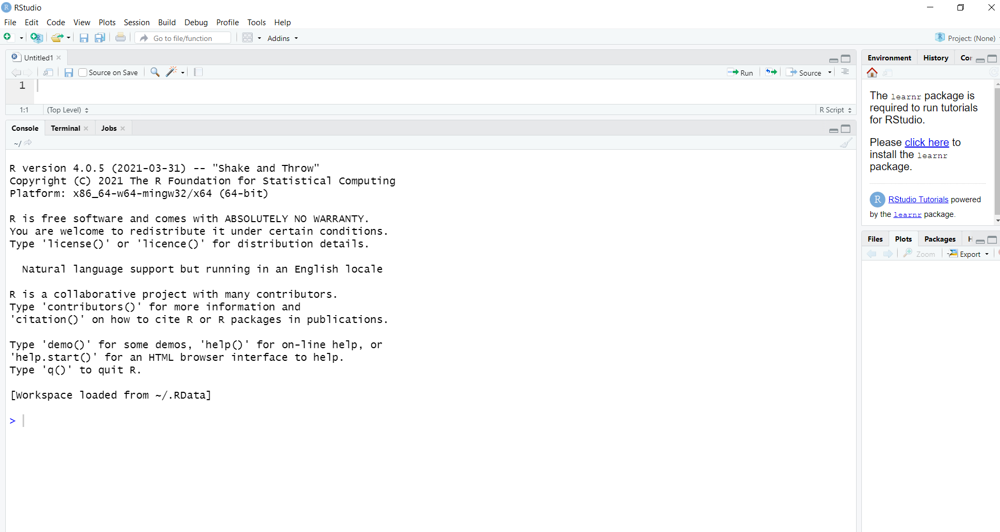 RStudio
File Edit Code View Plots Session Build Debug Profile Tools Help
Go to file/function Addins Project: (None)
Untitled1
Source on Save Run Source
1
1:1 (Top Level) R Script
Console Terminal Jobs
~/
R version 4.0.5 (2021-03-31) -- "Shake and Throw"
Copyright (C) 2021 The R Foundation for Statistical Computing
Platform: x86_64-w64-mingw32/x64 (64-bit)
R is free software and comes with ABSOLUTELY NO WARRANTY.
You are welcome to redistribute it under certain conditions.
Type 'license()' or 'licence()' for distribution details.
Natural language support but running in an English locale
R is a collaborative project with many contributors.
Type 'contributors()' for more information and
'citation()' on how to cite R or R packages in publications.
Type 'demo()' for some demos, 'help()' for on-line help, or
'help.start()' for an HTML browser interface to help.
Type 'q()' to quit R.
[Workspace loaded from ~/.RData]
>
Environment History Cor
The learnr package is
required to run tutorials
for RStudio.
Please click here to
install the learnr
package.
R RStudio Tutorials powered
by the learnr package.
Files Plots Packages H
Zoom Export